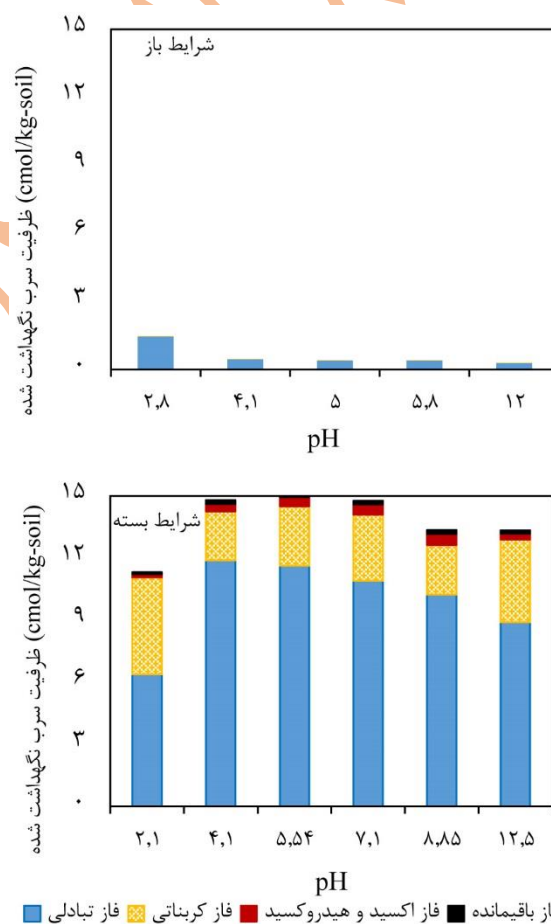 شرایط باز
ظرفیت سرب نگهداشت شده (cmol/kg-soil)
۱۵
۱۲
۹
۶
۳
۰
۲,۸ ۴,۱ ۵ ۵,۸ ۱۲
pH
شرایط بسته
ظرفیت سرب نگهداشت شده (cmol/kg-soil)
۱۵
۱۲
۹
۶
۳
۰
۲,۱ ۴,۱ ۵,۵۴ ۷,۱ ۸,۸۵ ۱۲,۵
pH
فاز تبادلی فاز کربناتی فاز اکسید و هیدروکسید از باقیمانده